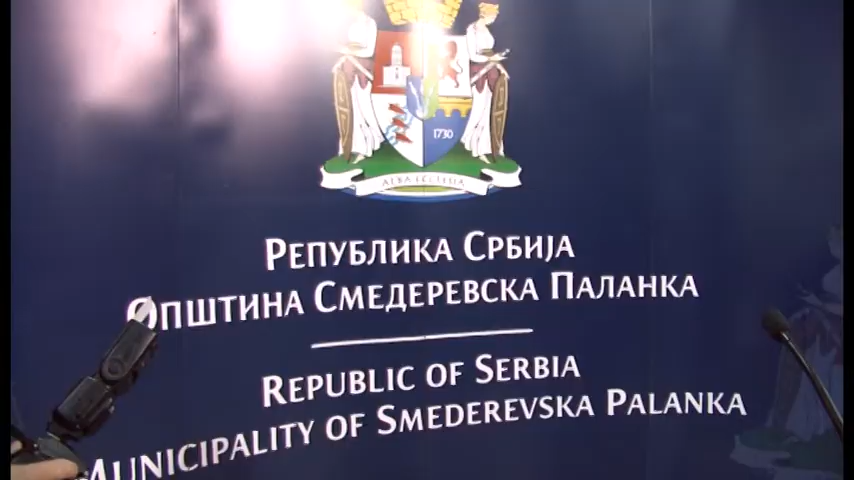 1730
РЕПУБЛИКА СРБИЈА
ОПШТИНА СМЕДЕРЕВСКА ПАЛАНКА
REPUBLIC OF SERBIA
MUNICIPALITY OF SMEDEREVSKA PALANKA